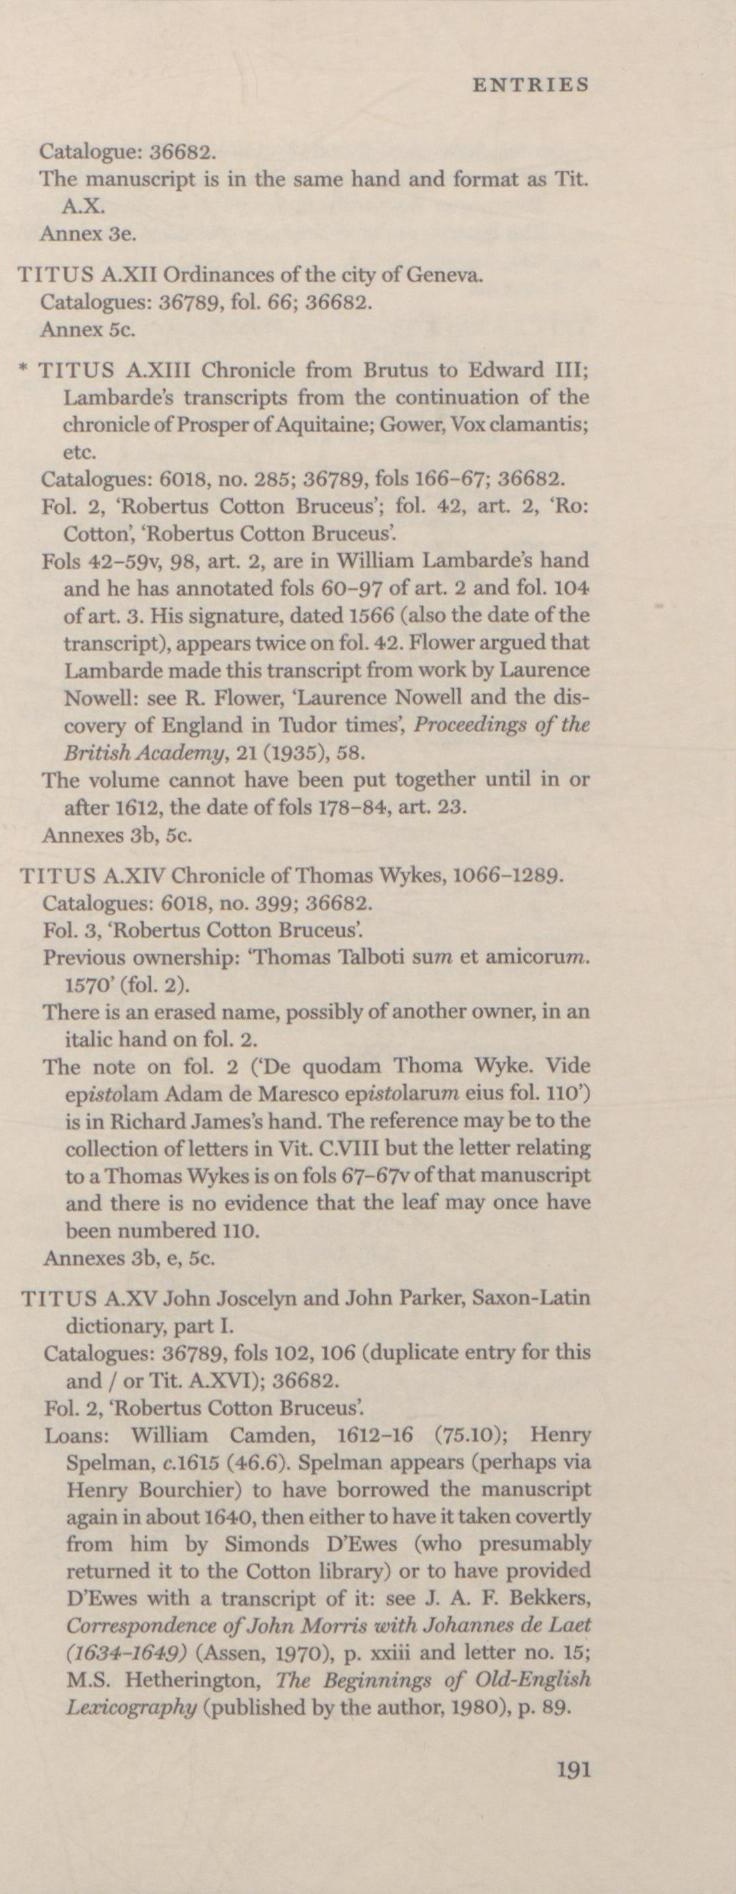 ENTRIES
Catalogue: 36682.
The manuscript is in the same hand and format as Tit.
A.X.
Annex 3e.
TITUS A.XII Ordinances of the city of Geneva.
Catalogues: 36789, fol. 66; 36682.
Annex 5c.
* TITUS A.XIII Chronicle from Brutus to Edward III;
Lambarde's transcripts from the continuation of the
chronicle of Prosper of Aquitaine; Gower, Vox clamantis;
etc.
Catalogues: 6018, no. 285; 36789, fols 166–67; 36682.
Fol. 2, ‘Robertus Cotton Bruceus’; fol. 42, art. 2, ‘Ro:
Cotton’, ‘Robertus Cotton Bruceus’.
Fols 42–59v, 98, art. 2, are in William Lambarde's hand
and he has annotated fols 60–97 of art. 2 and fol. 104
of art. 3. His signature, dated 1566 (also the date of the
transcript), appears twice on fol. 42. Flower argued that
Lambarde made this transcript from work by Laurence
Nowell: see R. Flower, ‘Laurence Nowell and the dis-
covery of England in Tudor times’, Proceedings of the
British Academy, 21 (1935), 58.
The volume cannot have been put together until in or
after 1612, the date of fols 178–84, art. 23.
Annexes 3b, 5c.
TITUS A.XIV Chronicle of Thomas Wykes, 1066–1289.
Catalogues: 6018, no. 399; 36682.
Fol. 3, ‘Robertus Cotton Bruceus’.
Previous ownership: ‘Thomas Talboti sum et amicorum.
1570’ (fol. 2).
There is an erased name, possibly of another owner, in an
italic hand on fol. 2.
The note on fol. 2 (‘De quodam Thoma Wyke. Vide
epistolam Adam de Maresco epistolarum eius fol. 110’)
is in Richard James's hand. The reference may be to the
collection of letters in Vit. C.VIII but the letter relating
to a Thomas Wykes is on fols 67–67v of that manuscript
and there is no evidence that the leaf may once have
been numbered 110.
Annexes 3b, e, 5c.
TITUS A.XV John Joscelyn and John Parker, Saxon-Latin
dictionary, part I.
Catalogues: 36789, fols 102, 106 (duplicate entry for this
and / or Tit. A.XVI); 36682.
Fol. 2, ‘Robertus Cotton Bruceus’.
Loans: William Camden, 1612–16 (75.10); Henry
Spelman, c.1615 (46.6). Spelman appears (perhaps via
Henry Bourchier) to have borrowed the manuscript
again in about 1640, then either to have it taken covertly
from him by Simonds D'Ewes (who presumably
returned it to the Cotton library) or to have provided
D'Ewes with a transcript of it: see J. A. F. Bekkers,
Correspondence of John Morris with Johannes de Laet
(1634–1649) (Assen, 1970), p. xxiii and letter no. 15;
M.S. Hetherington, The Beginnings of Old-English
Lexicography (published by the author, 1980), p. 89.
191